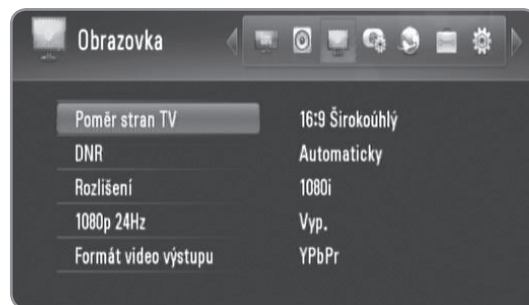 Obrazovka
Poměr stran TV 16:9 Širokoúhlý
DNR Automaticky
Rozlišení 1080i
1080p 24Hz Vyp.
Formát video výstupu YPbPr